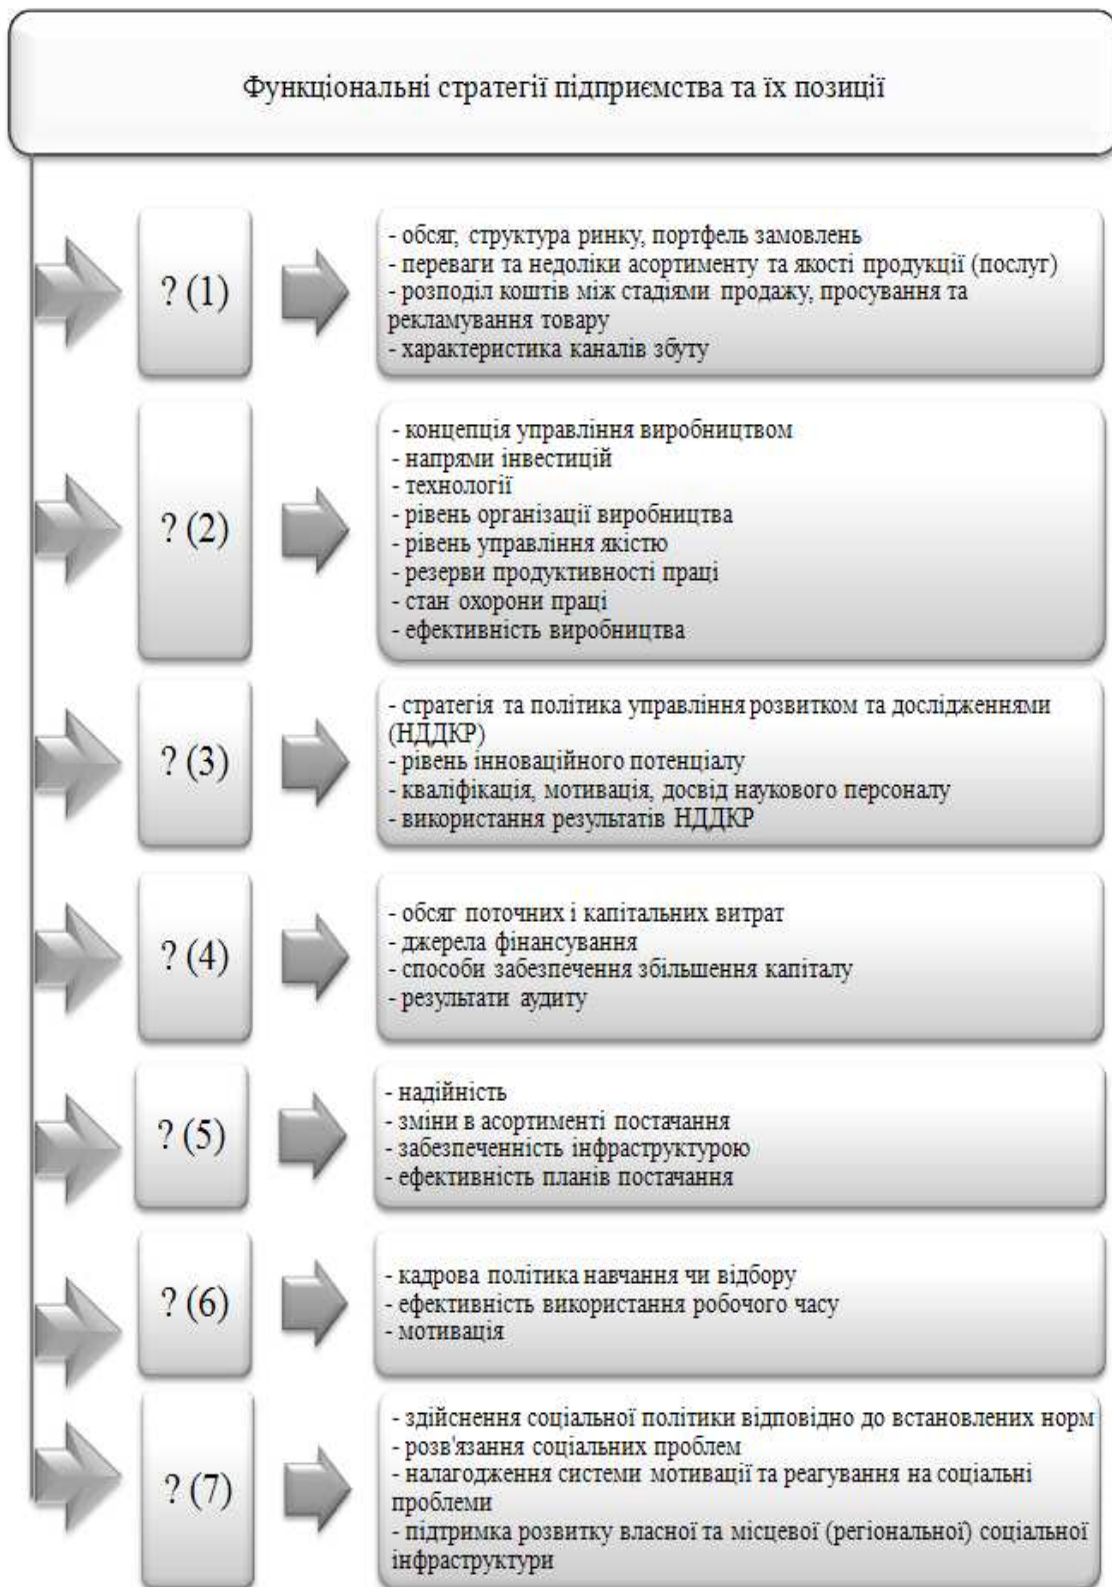 Функціональні стратегії підприємства та їх позиції
? (1)
- обсяг, структура ринку, портфель замовлень
- переваги та недоліки асортименту та якості продукції (послуг)
- розподіл коштів між стадіями продажу, просування та
рекламування товару
- характеристика каналів збуту
? (2)
- концепція управління виробництвом
- напрями інвестицій
- технології
- рівень організації виробництва
- рівень управління якістю
- резерви продуктивності праці
- стан охорони праці
- ефективність виробництва
? (3)
- стратегія та політика управління розвитком та дослідженнями
(НДДКР)
- рівень інноваційного потенціалу
- кваліфікація, мотивація, досвід наукового персоналу
- використання результатів НДДКР
? (4)
- обсяг поточних і капітальних витрат
- джерела фінансування
- способи забезпечення збільшення капіталу
- результати аудиту
? (5)
- надійність
- зміни в асортименті постачання
- забезпеченність інфраструктурою
- ефективність планів постачання
? (6)
- кадрова політика навчання чи відбору
- ефективність використання робочого часу
- мотивація
? (7)
- здійснення соціальної політики відповідно до встановлених норм
- розв'язання соціальних проблем
- налагодження системи мотивації та реагування на соціальні
проблеми
- підтримка розвитку власної та місцевої (регіональної) соціальної
інфраструктури